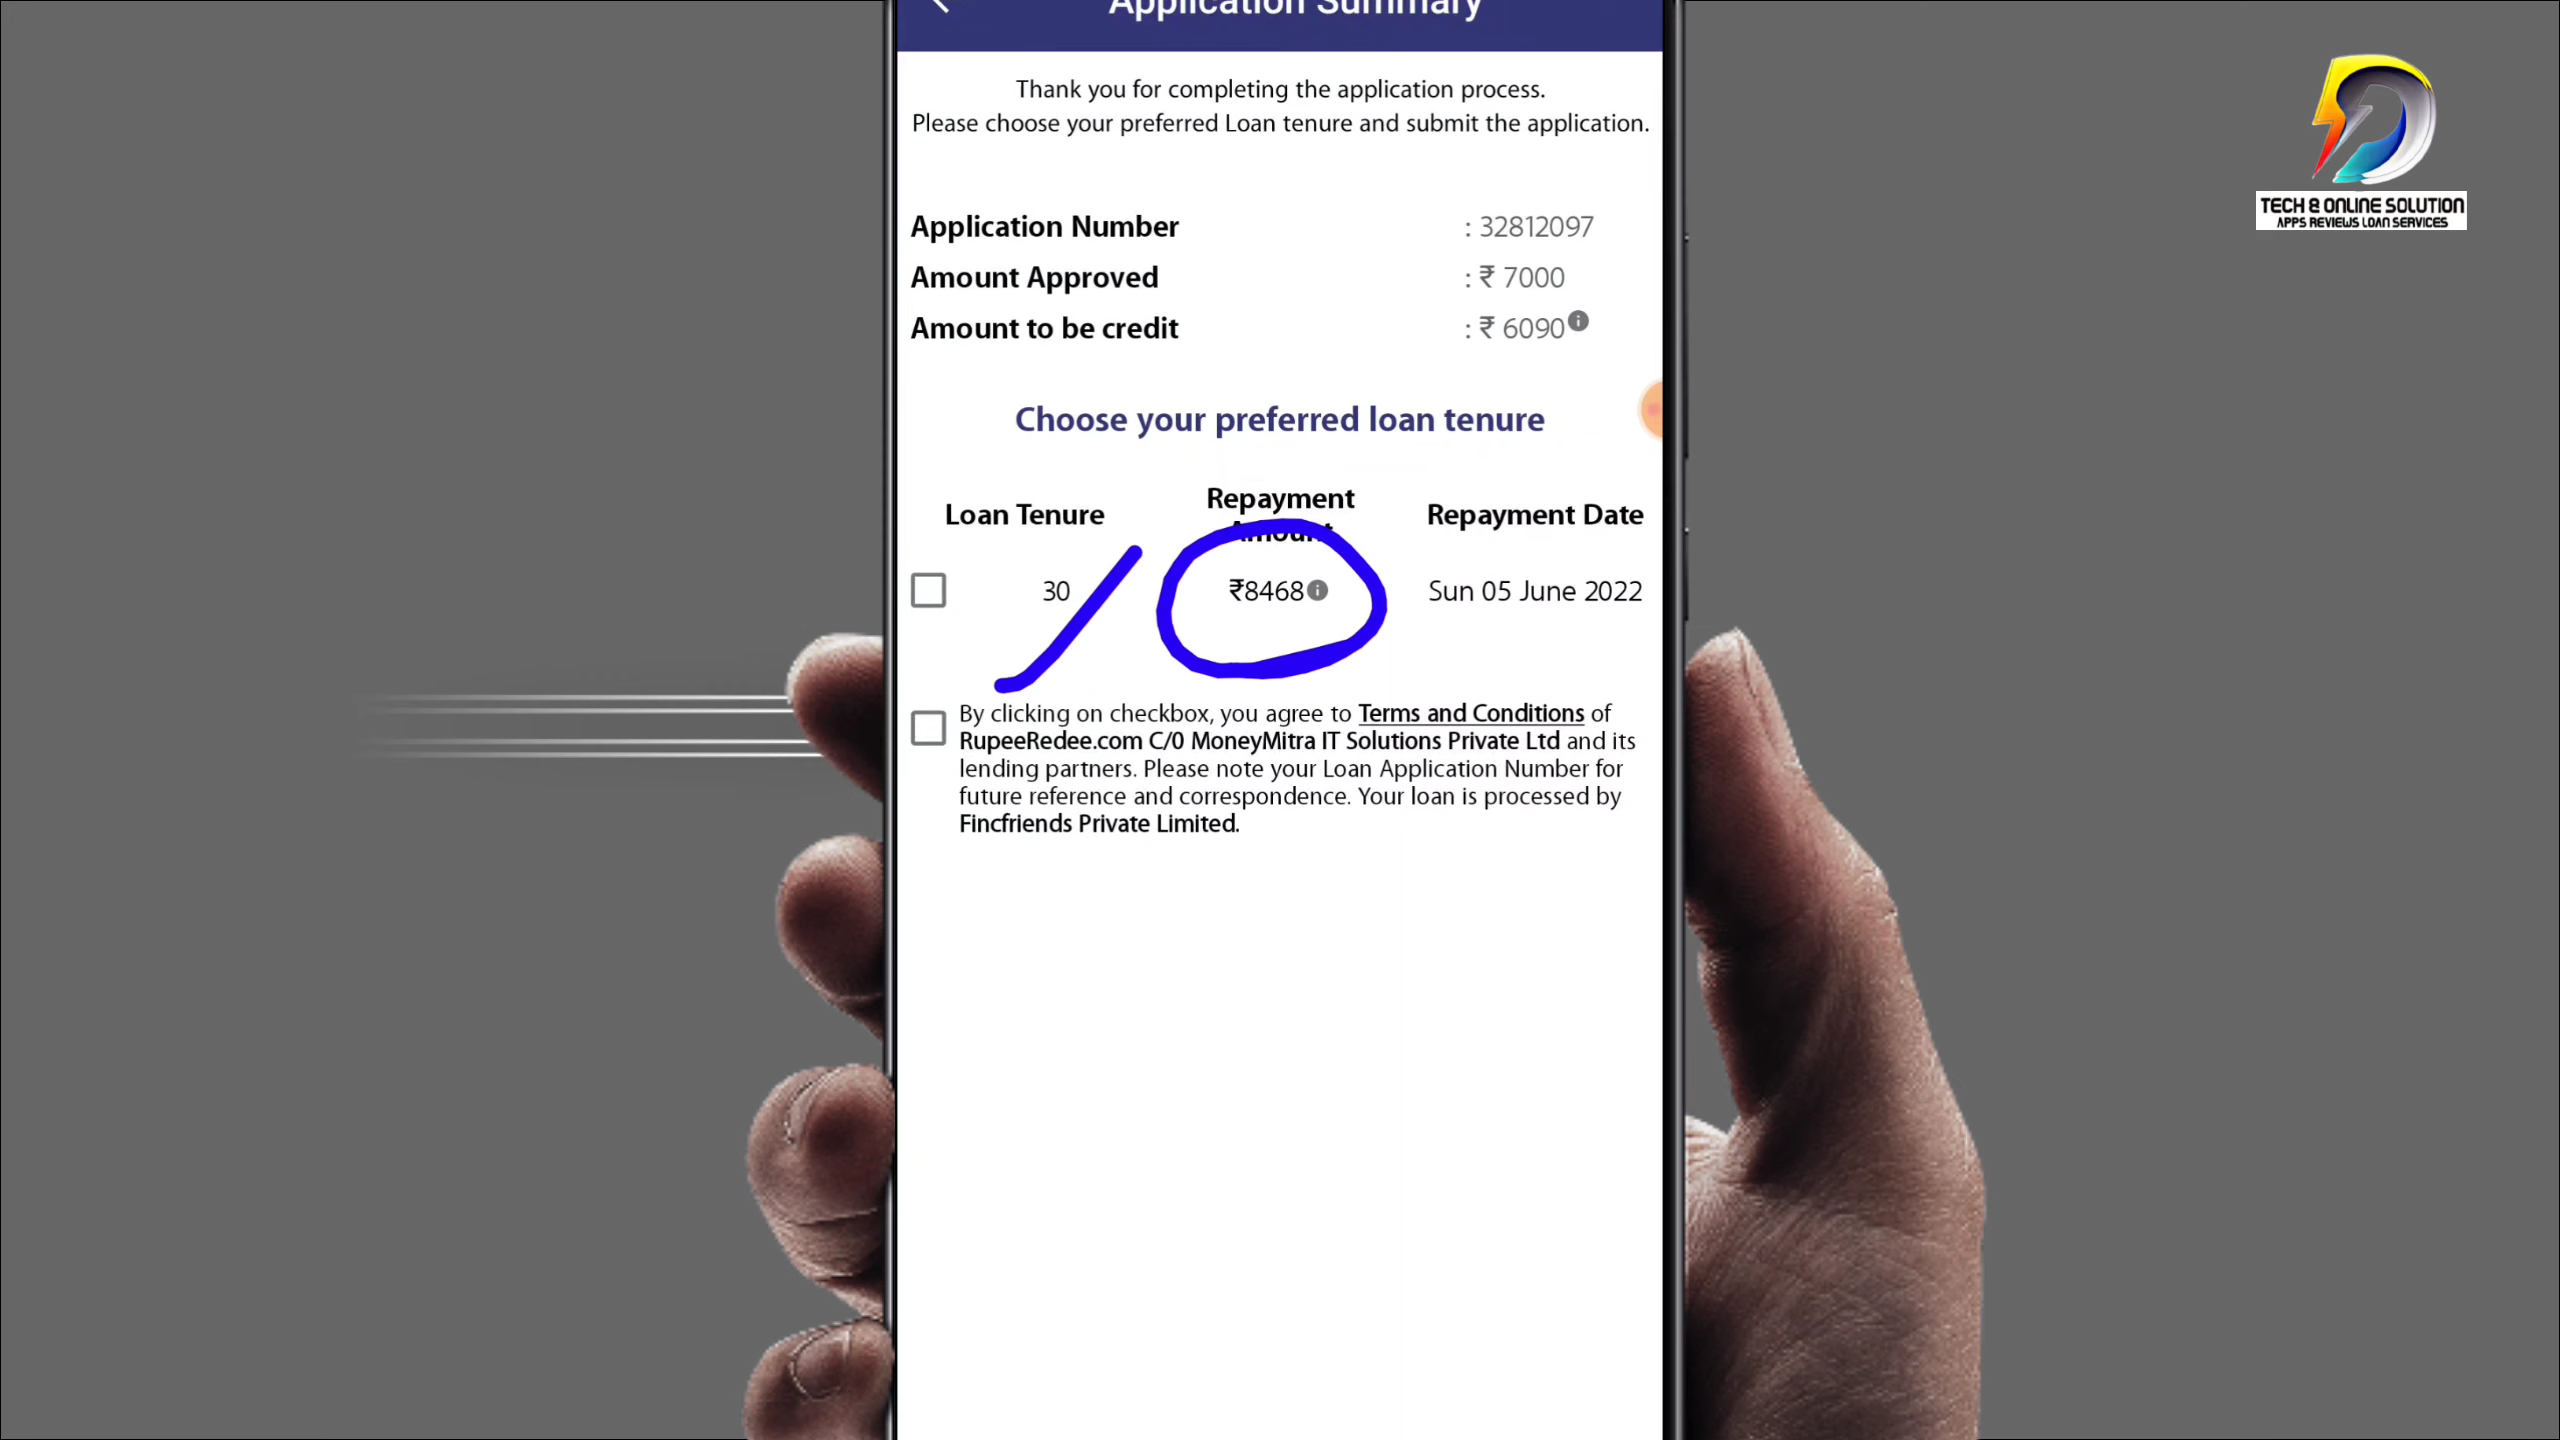 Application Summary
Thank you for completing the application process.
Please choose your preferred Loan tenure and submit the application.
Application Number : 32812097
Amount Approved : ₹ 7000
Amount to be credit : ₹ 6090
Choose your preferred loan tenure
Loan Tenure Repayment Amount Repayment Date
30 ₹8468 Sun 05 June 2022
By clicking on checkbox, you agree to Terms and Conditions of
RupeeRedee.com C/0 MoneyMitra IT Solutions Private Ltd and its
lending partners. Please note your Loan Application Number for
future reference and correspondence. Your loan is processed by
Fincfriends Private Limited.
TECH & ONLINE SOLUTION
APPS REVIEWS LOAN SERVICES